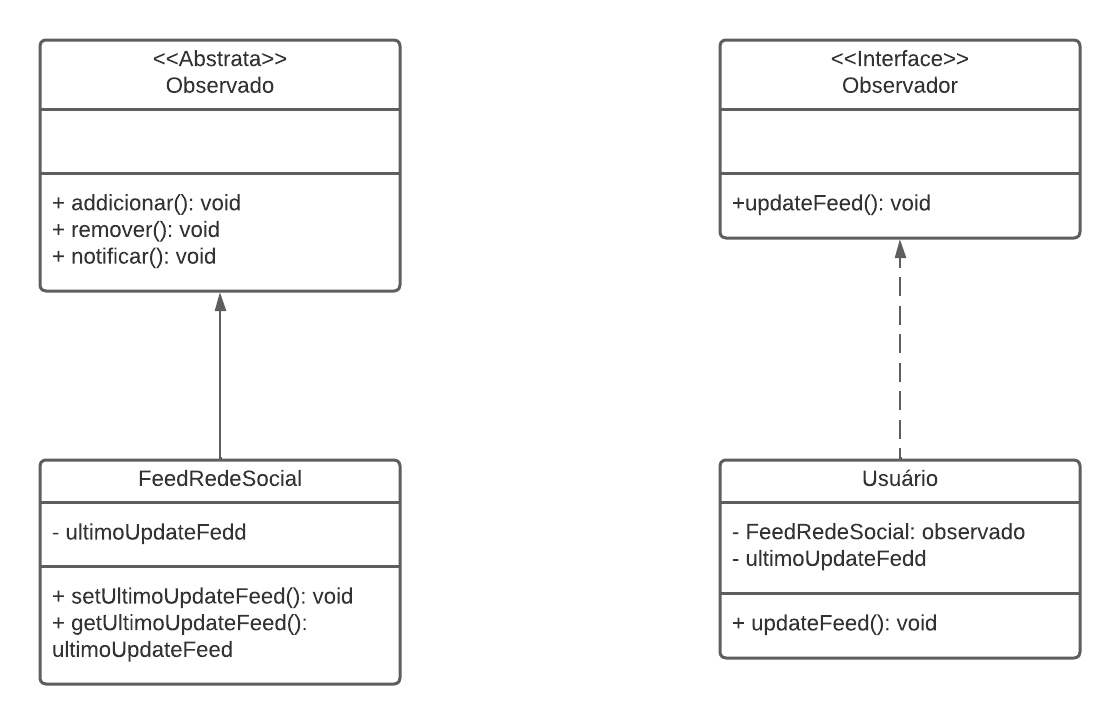 <<Abstrata>>
Observado
+ addicionar(): void
+ remover(): void
+ notificar(): void
<<Interface>>
Observador
+updateFeed(): void
FeedRedeSocial
- ultimoUpdateFedd
+ setUltimoUpdateFeed(): void
+ getUltimoUpdateFeed():
ultimoUpdateFeed
Usuário
- FeedRedeSocial: observado
- ultimoUpdateFedd
+ updateFeed(): void